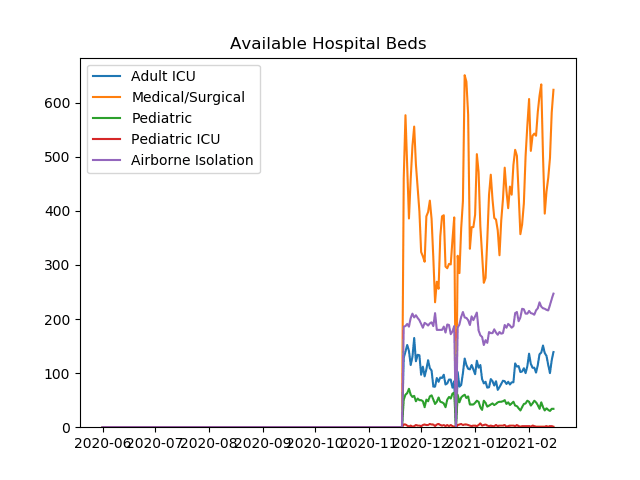 Available Hospital Beds
Adult ICU
Medical/Surgical
Pediatric
Pediatric ICU
Airborne Isolation
600
500
400
300
200
100
0
2020-06 2020-07 2020-08 2020-09 2020-10 2020-11 2020-12 2021-01 2021-02